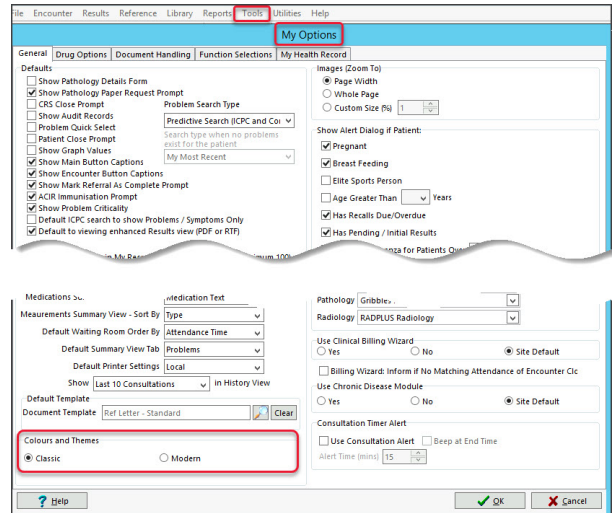 File Encounter Results Reference Library Reports Tools Utilities Help
My Options
General Drug Options Document Handling Function Selections My Health Record
Defaults
Show Pathology Details Form
Show Pathology Paper Request Prompt
CRS Close Prompt
Show Audit Records
Problem Quick Select
Patient Close Prompt
Show Graph Values
Show Main Button Captions
Show Encounter Button Captions
Show Mark Referral As Complete Prompt
ACIR Immunisation Prompt
Show Problem Criticality
Default ICPC search to show Problems / Symptoms Only
Default to viewing enhanced Results view (PDF or RTF)
Problem Search Type
Predictive Search (ICPC and Cor
Search type when no problems
exist for the patient
My Most Recent
Images (Zoom To)
Page Width
Whole Page
Custom Size (%) 1
Show Alert Dialog if Patient:
Pregnant
Breast Feeding
Elite Sports Person
Age Greater Than Years
Has Recalls Due/Overdue
Has Pending / Initial Results
for Patients Ove
Medications Medication Text
Meaurements Summary View - Sort By Type
Default Waiting Room Order By Attendance Time
Default Summary View Tab Problems
Default Printer Settings Local
Show Last 10 Consultations in History View
Default Template
Document Template Ref Letter - Standard Clear
Colours and Themes
Classic Modern
Pathology Gribbles
Radiology RADPLUS Radiology
Use Clinical Billing Wizard
Yes No Site Default
Billing Wizard: Inform if No Matching Attendance of Encounter Clc
Use Chronic Disease Module
Yes No Site Default
Consultation Timer Alert
Use Consultation Alert Beep at End Time
Alert Time (mins) 15
? Help OK Cancel